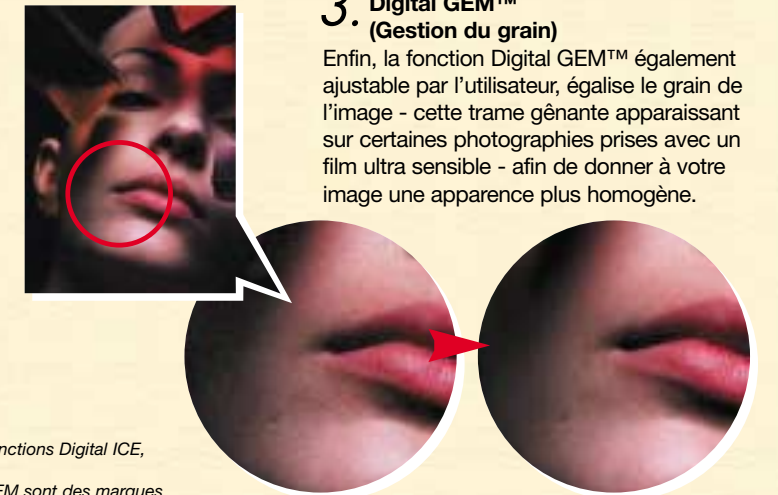 3. Digital GEM™
(Gestion du grain)
Enfin, la fonction Digital GEM™ également
ajustable par l'utilisateur, égalise le grain de
l'image - cette trame gênante apparaissant
sur certaines photographies prises avec un
film ultra sensible - afin de donner à votre
image une apparence plus homogène.
nctions Digital ICE,
EM sont des marques